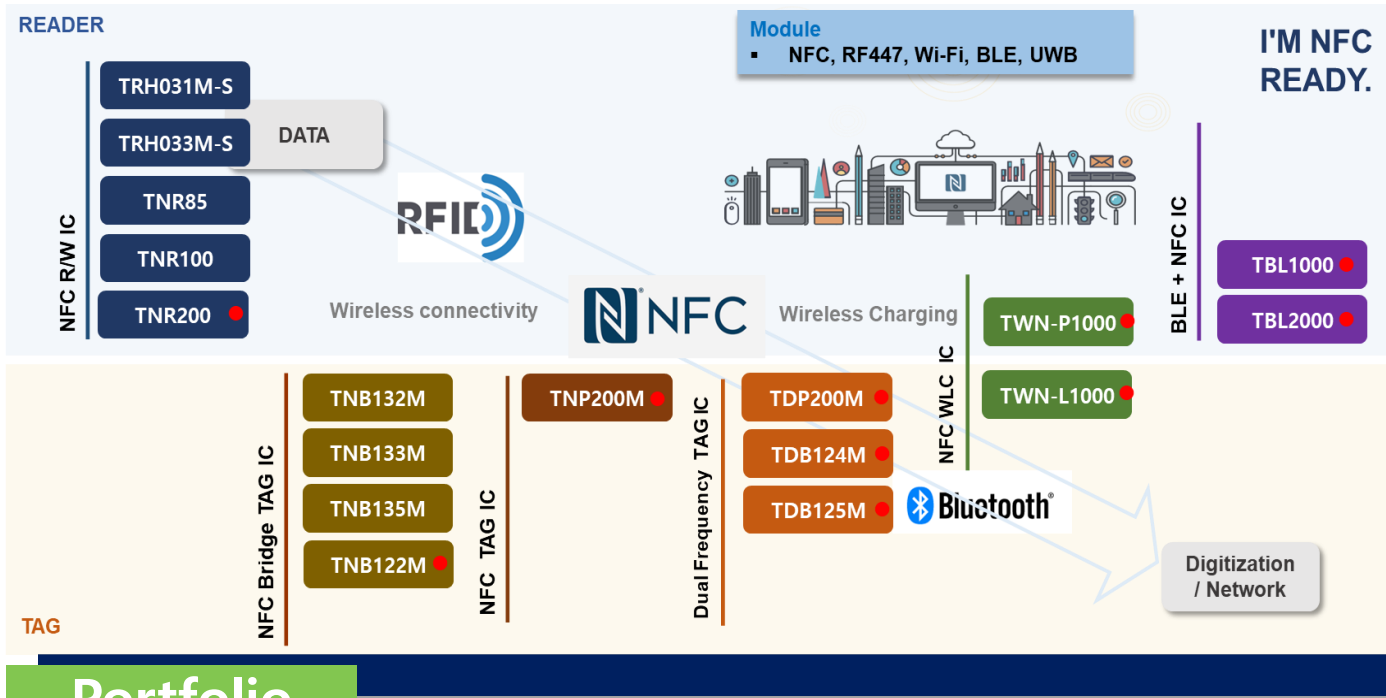 READER
Module
▪ NFC, RF447, Wi-Fi, BLE, UWB
I'M NFC
READY.
TRH031M-S
TRH033M-S
TNR85
TNR100
TNR200
NFC R/W IC
DATA
RFID
Wireless connectivity
N NFC
Wireless Charging
TWN-P1000
TWN-L1000
NFC WLC IC
BLE + NFC IC
TBL1000
TBL2000
NFC Bridge TAG IC
TNB132M
TNB133M
TNB135M
TNB122M
NFC TAG IC
TNP200M
Dual Frequency TAG IC
TDP200M
TDB124M
TDB125M
Bluetooth®
Digitization
/ Network
TAG
Portfolio